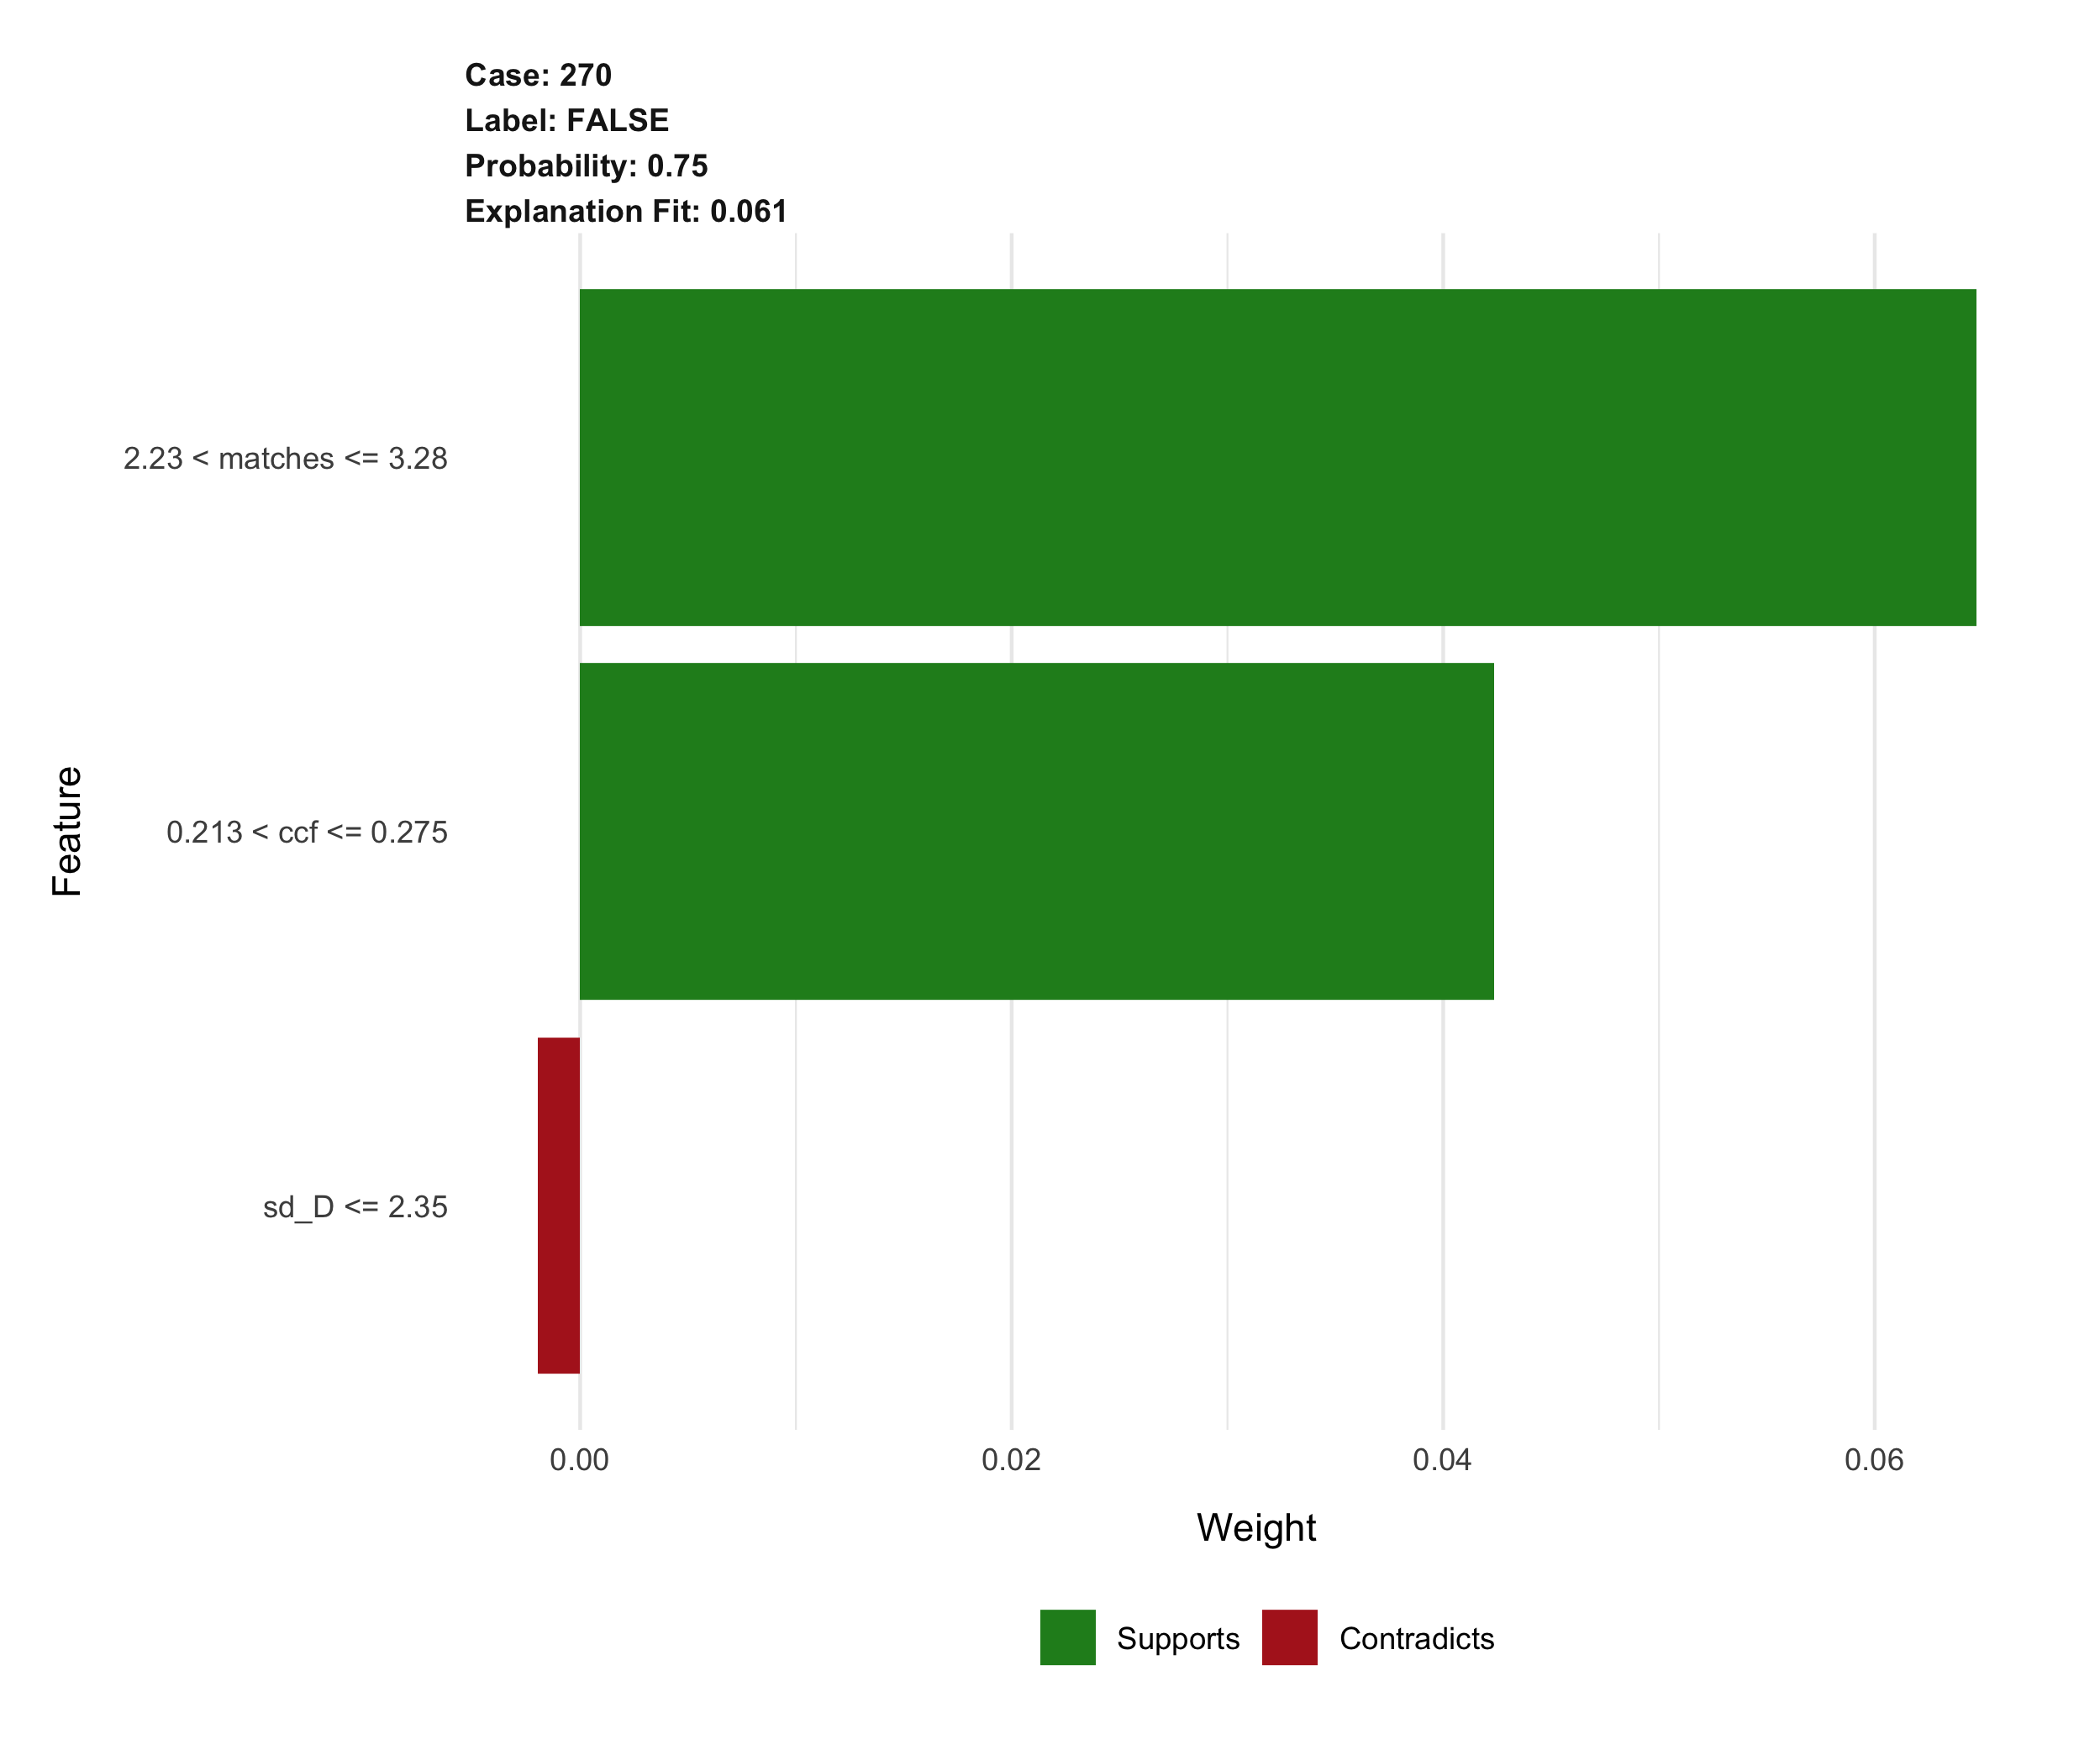 Case: 270
Label: FALSE
Probability: 0.75
Explanation Fit: 0.061
2.23 < matches <= 3.28
0.213 < ccf <= 0.275
sd_D <= 2.35
Feature
0.00 0.02 0.04 0.06
Weight
Supports Contradicts